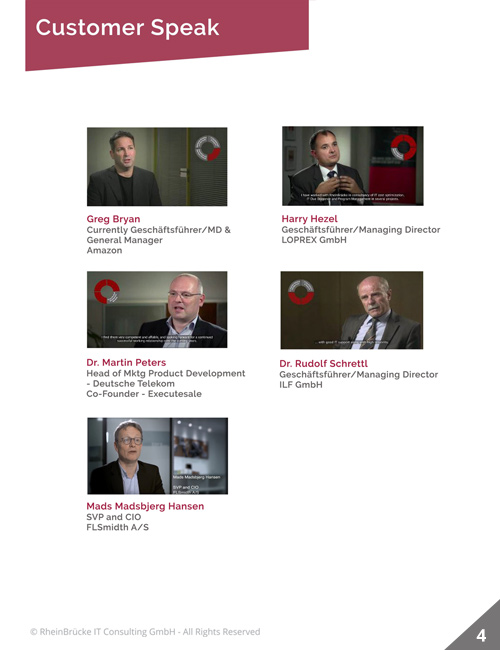 Customer Speak
Greg Bryan
Currently Geschäftsführer/MD &
General Manager
Amazon
Harry Hezel
Geschäftsführer/Managing Director
LOPREX GmbH
Dr. Martin Peters
Head of Mktg Product Development
- Deutsche Telekom
Co-Founder - Executesale
Dr. Rudolf Schrettl
Geschäftsführer/Managing Director
ILF GmbH
Mads Madsbjerg Hansen
SVP and CIO
FLSmidth A/S
Mads Madsbjerg Hansen
SVP and CIO
FLSmidth A/S
© RheinBrücke IT Consulting GmbH - All Rights Reserved
4